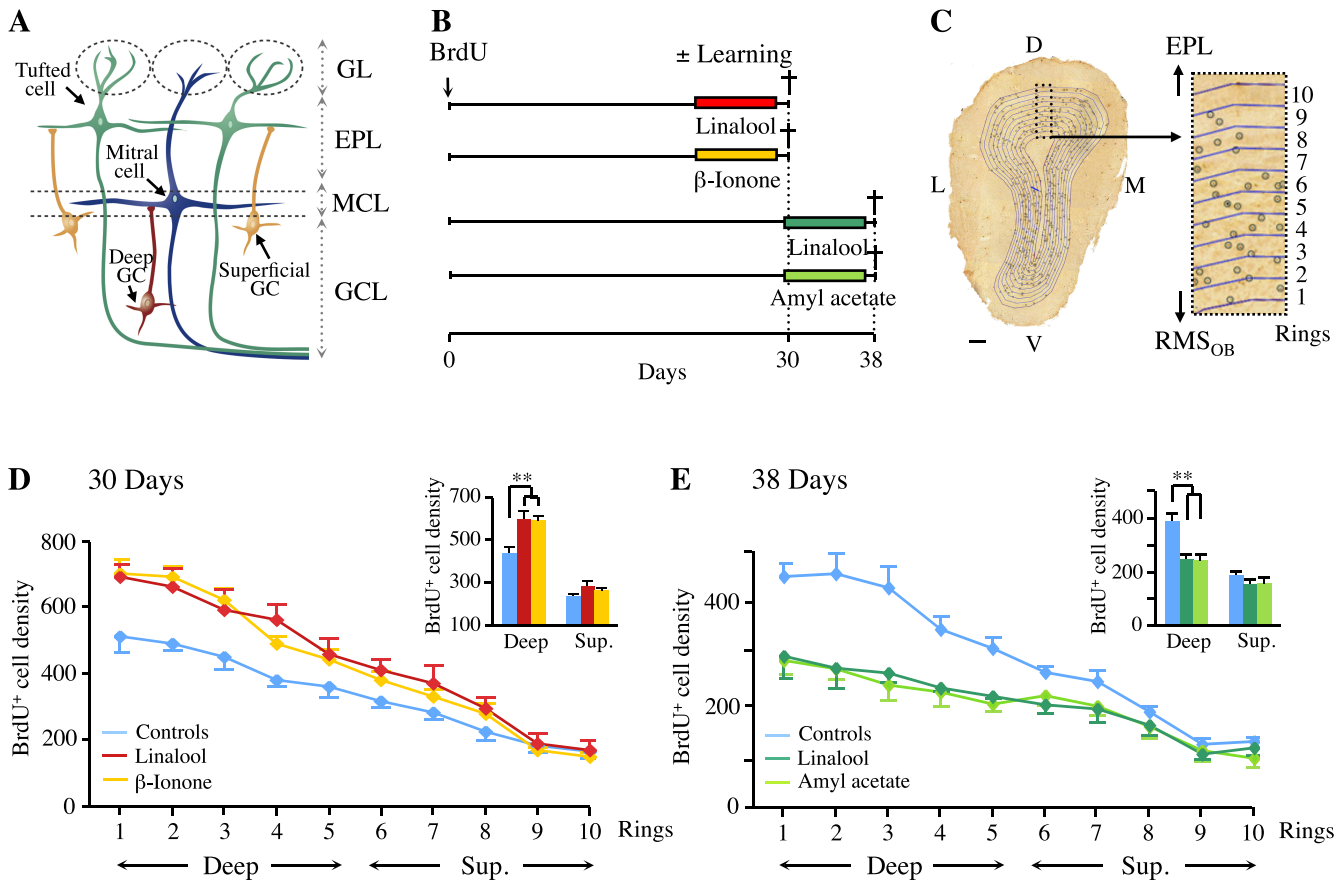 A
Tufted
cell
Mitral
cell
Deep
GC
Superficial
GC
GL
EPL
MCL
GCL
B
BrdU
± Learning
Linalool
β-Ionone
Linalool
Amyl acetate
0
30
38
Days
C
D
L
M
V
EPL
10
9
8
7
6
5
4
3
2
1
RMSOB
Rings
D
30 Days
BrdU+ cell density
800
600
400
200
0
Controls
Linalool
β-Ionone
1 2 3 4 5 6 7 8 9 10 Rings
Deep
Sup.
BrdU+ cell density
700
500
300
100
**
Deep
Sup.
E
38 Days
BrdU+ cell density
400
200
0
Controls
Linalool
Amyl acetate
1 2 3 4 5 6 7 8 9 10 Rings
Deep
Sup.
BrdU+ cell density
400
200
0
**
Deep
Sup.